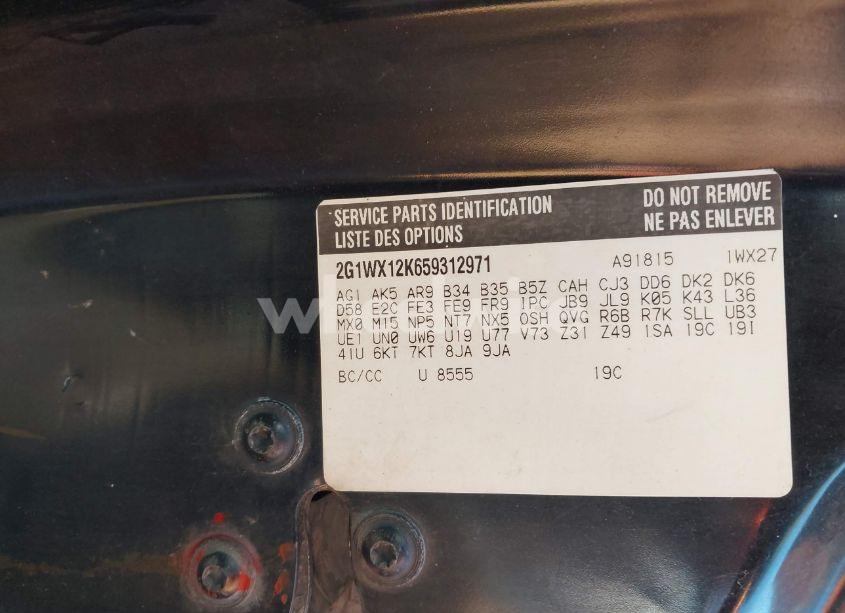 SERVICE PARTS IDENTIFICATION DO NOT REMOVE
LISTE DES OPTIONS NE PAS ENLEVER
2G1WX12K659312971 A91815 1WX27
AG1 AK5 AR9 B34 B35 B5Z CAH CJ3 DD6 DK2 DK6
D58 E2C FE3 FE9 FR9 IPC JB9 JL9 K05 K43 L36
MX0 M15 NP5 NT7 NX5 OSH QVG R6B R7K SLL UB3
UE1 UN0 UW6 U19 U77 V73 Z31 Z49 1SA 19C 19I
41U 6KT 7KT 8JA 9JA
BC/CC U 8555 19C